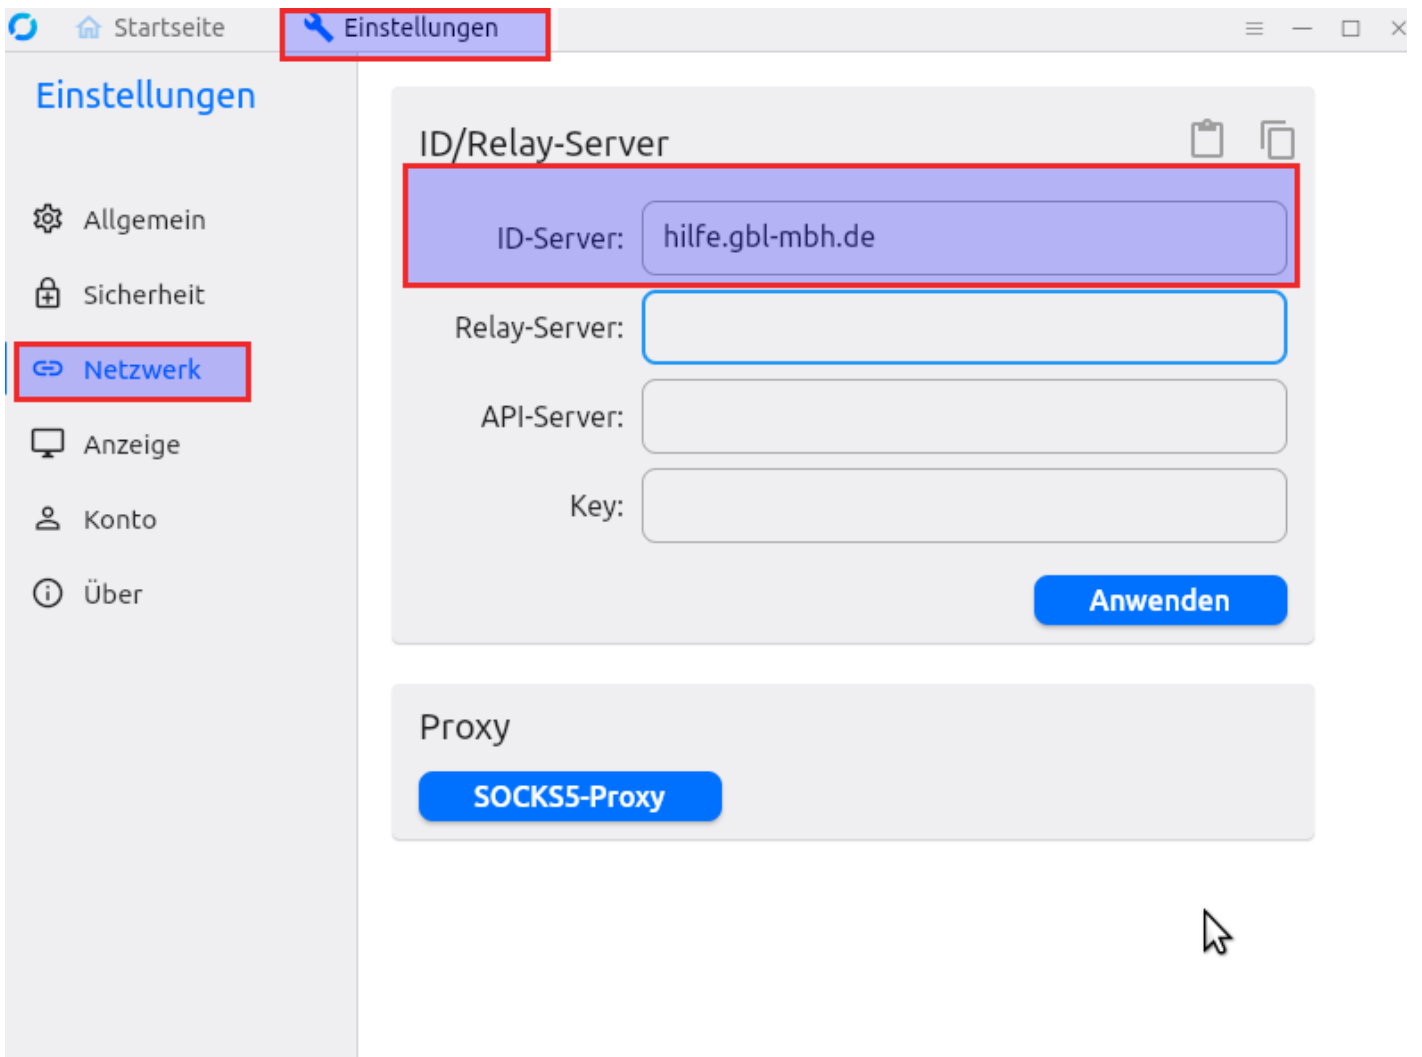 Startseite
Einstellungen
Einstellungen
Allgemein
Sicherheit
Netzwerk
Anzeige
Konto
Über
ID/Relay-Server
ID-Server: hilfe.gbl-mbh.de
Relay-Server:
API-Server:
Key:
Anwenden
Proxy
SOCKS5-Proxy